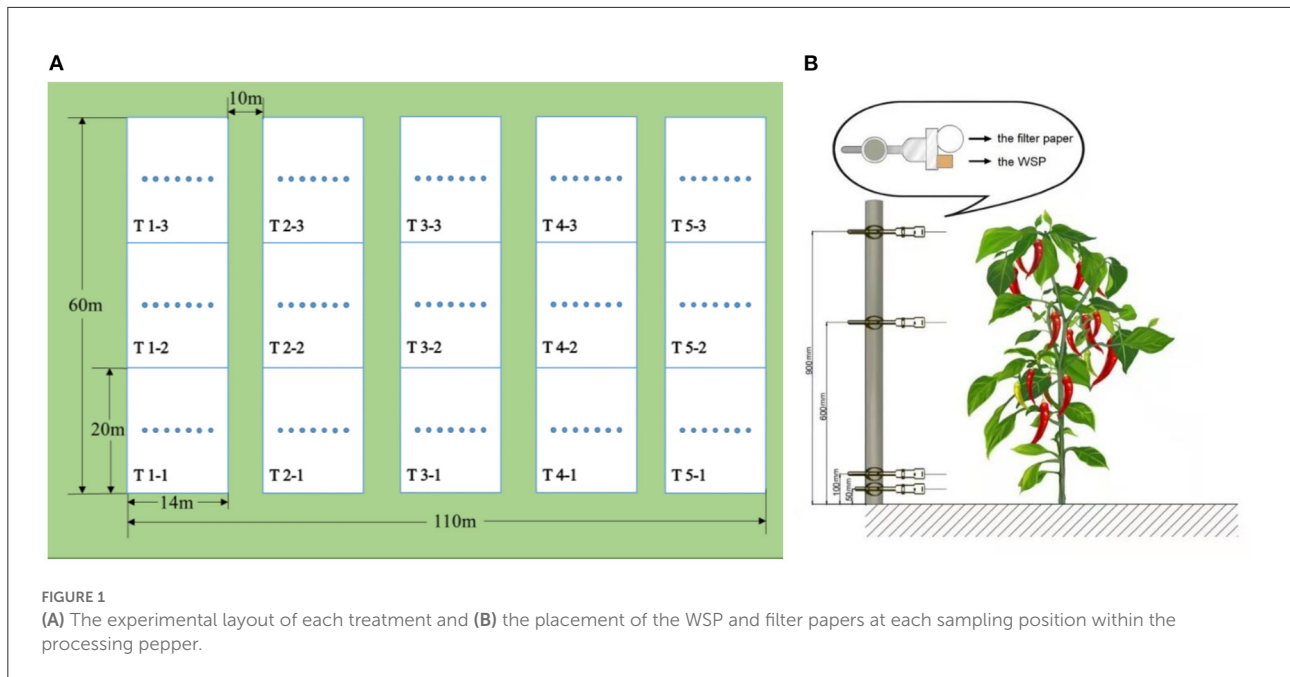 A
B
10m
the filter paper
the WSP
T 1-3
T 2-3
T 3-3
T 4-3
T 5-3
60m
T 1-2
T 2-2
T 3-2
T 4-2
T 5-2
900mm
600mm
20m
100mm
50mm
T 1-1
T 2-1
T 3-1
T 4-1
T 5-1
14m
110m
FIGURE 1
(A) The experimental layout of each treatment and (B) the placement of the WSP and filter papers at each sampling position within the
processing pepper.